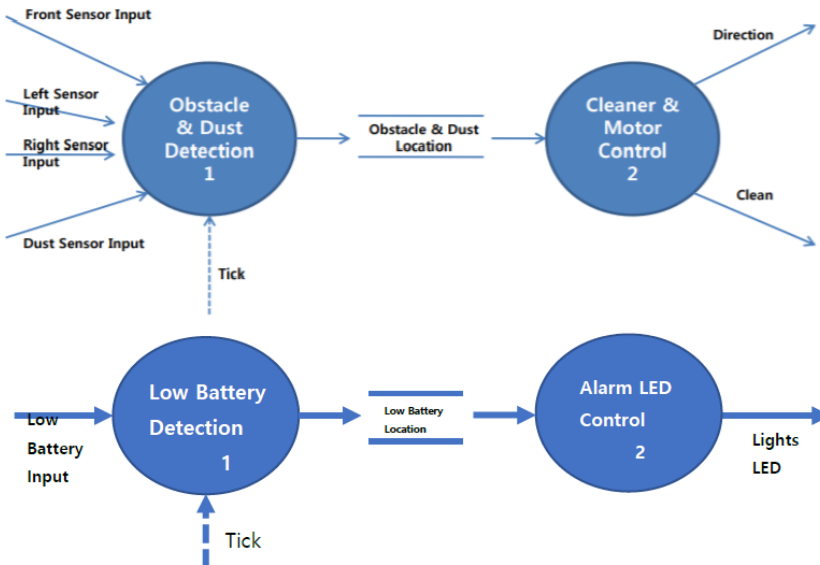 Front Sensor Input
Left Sensor
Input
Right Sensor
Input
Dust Sensor Input
Obstacle
& Dust
Detection
1
Tick
Obstacle & Dust
Location
Cleaner &
Motor
Control
2
Direction
Clean
Low
Battery
Input
Low Battery
Detection
1
Tick
Low Battery
Location
Alarm LED
Control
2
Lights
LED